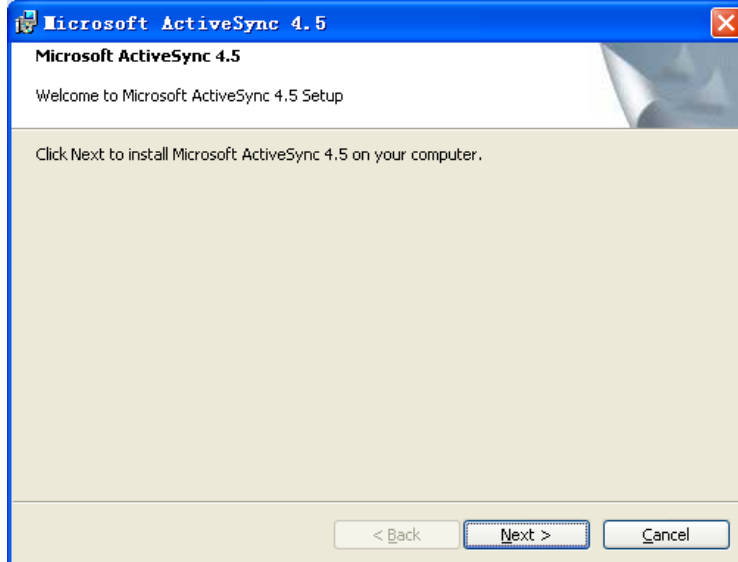 Microsoft ActiveSync 4.5
Microsoft ActiveSync 4.5
Welcome to Microsoft ActiveSync 4.5 Setup
Click Next to install Microsoft ActiveSync 4.5 on your computer.
< Back Next > Cancel